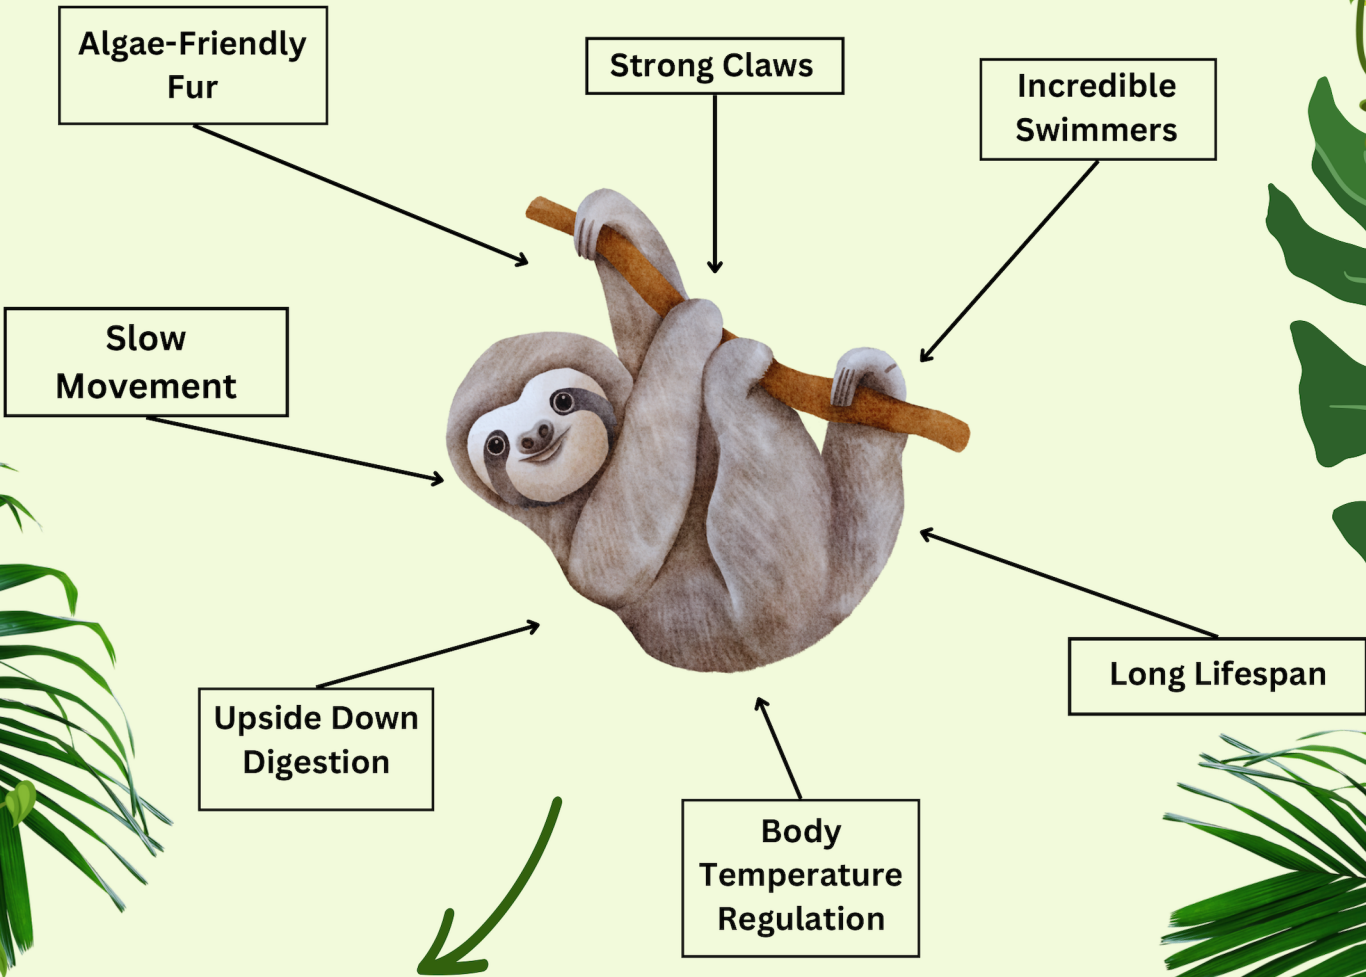 Algae-Friendly
Fur
Strong Claws
Incredible
Swimmers
Slow
Movement
Long Lifespan
Upside Down
Digestion
Body
Temperature
Regulation